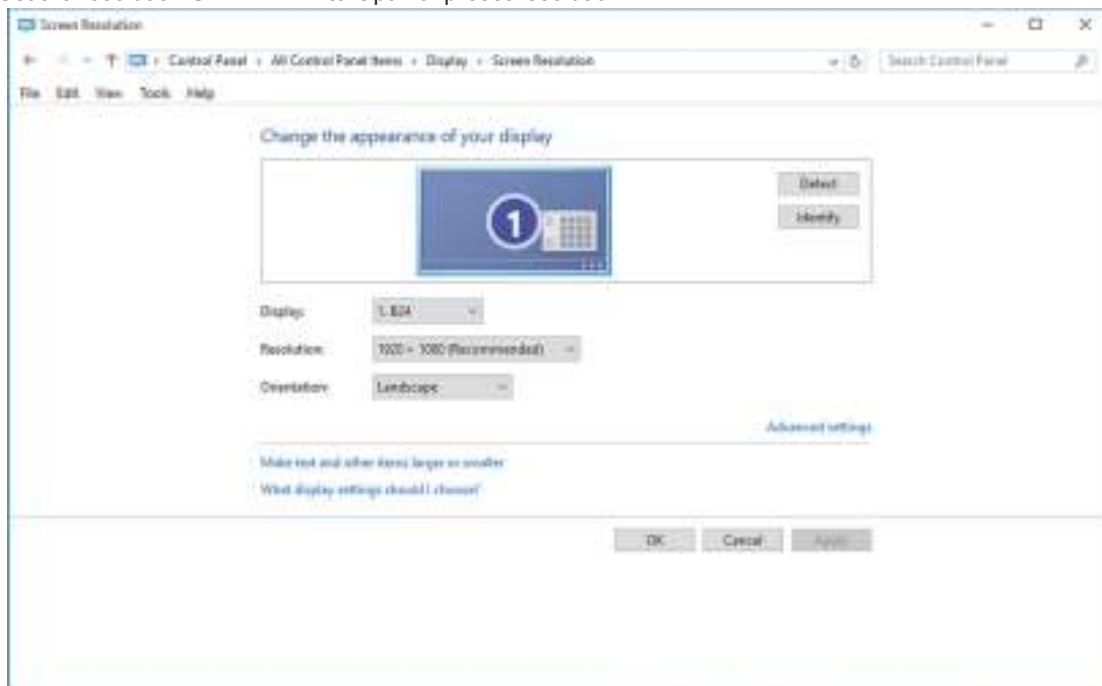 Screen Resolution
Control Panel › All Control Panel Items › Display › Screen Resolution
Search Control Panel
File Edit View Tools Help
Change the appearance of your display
1
Detect
Identify
Display: 1. B24
Resolution: 1920 × 1080 (Recommended)
Orientation: Landscape
Advanced settings
Make text and other items larger or smaller
What display settings should I choose?
OK Cancel Apply